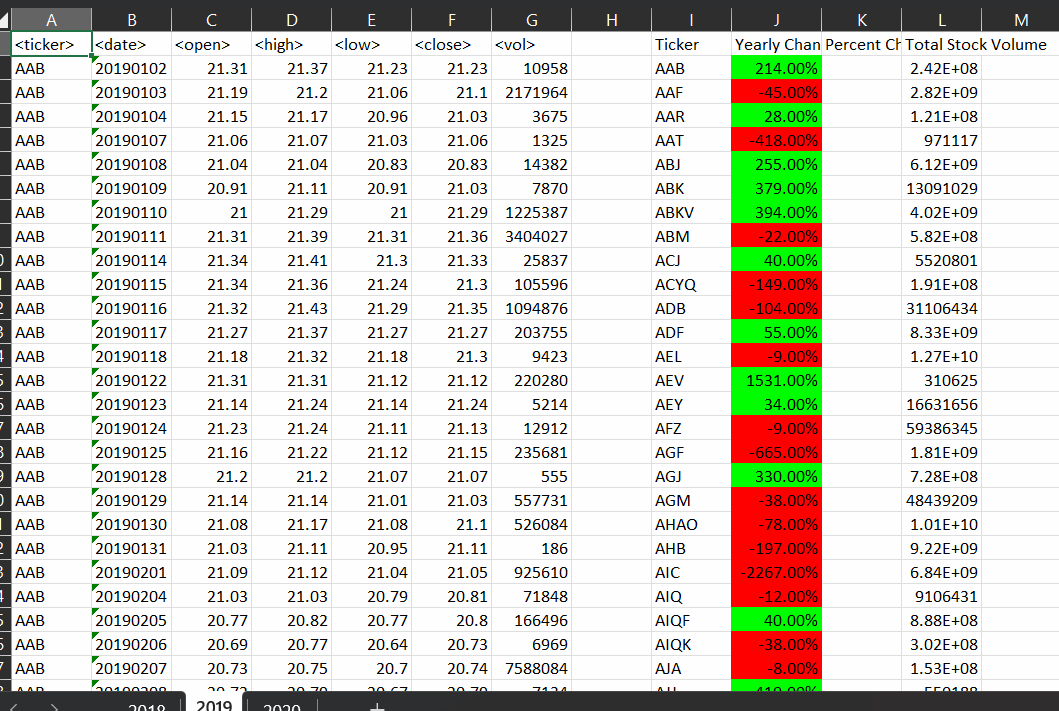 A B C D E F G H I J K L M
<ticker> <date> <open> <high> <low> <close> <vol> Ticker Yearly Chan Percent Ch Total Stock Volume
AAB 20190102 21.31 21.37 21.23 21.23 10958 AAB 214.00% 2.42E+08
AAB 20190103 21.19 21.2 21.06 21.1 2171964 AAF -45.00% 2.82E+09
AAB 20190104 21.15 21.17 20.96 21.03 3675 AAR 28.00% 1.21E+08
AAB 20190107 21.06 21.07 21.03 21.06 1325 AAT -418.00% 971117
AAB 20190108 21.04 21.04 20.83 20.83 14382 ABJ 255.00% 6.12E+09
AAB 20190109 20.91 21.11 20.91 21.03 7870 ABK 379.00% 13091029
AAB 20190110 21 21.29 21 21.29 1225387 ABKV 394.00% 4.02E+09
AAB 20190111 21.31 21.39 21.31 21.36 3404027 ABM -22.00% 5.82E+08
AAB 20190114 21.34 21.41 21.3 21.33 25837 ACJ 40.00% 5520801
AAB 20190115 21.34 21.36 21.24 21.3 105596 ACYQ -149.00% 1.91E+08
AAB 20190116 21.32 21.43 21.29 21.35 1094876 ADB -104.00% 31106434
AAB 20190117 21.27 21.37 21.27 21.27 203755 ADF 55.00% 8.33E+09
AAB 20190118 21.18 21.32 21.18 21.3 9423 AEL -9.00% 1.27E+10
AAB 20190122 21.31 21.31 21.12 21.12 220280 AEV 1531.00% 310625
AAB 20190123 21.14 21.24 21.14 21.24 5214 AEY 34.00% 16631656
AAB 20190124 21.23 21.24 21.11 21.13 12912 AFZ -9.00% 59386345
AAB 20190125 21.16 21.22 21.12 21.15 235681 AGF -665.00% 1.81E+09
AAB 20190128 21.2 21.2 21.07 21.07 555 AGJ 330.00% 7.28E+08
AAB 20190129 21.14 21.14 21.01 21.03 557731 AGM -38.00% 48439209
AAB 20190130 21.08 21.17 21.08 21.1 526084 AHAO -78.00% 1.01E+10
AAB 20190131 21.03 21.11 20.95 21.11 186 AHB -197.00% 9.22E+09
AAB 20190201 21.09 21.12 21.04 21.05 925610 AIC -2267.00% 6.84E+09
AAB 20190204 21.03 21.03 20.79 20.81 71848 AIQ -12.00% 9106431
AAB 20190205 20.77 20.82 20.77 20.8 166496 AIQF 40.00% 8.88E+08
AAB 20190206 20.69 20.77 20.64 20.73 6969 AIQK -38.00% 3.02E+08
AAB 20190207 20.73 20.75 20.7 20.74 7588084 AJA -8.00% 1.53E+08
2018 2019 2020